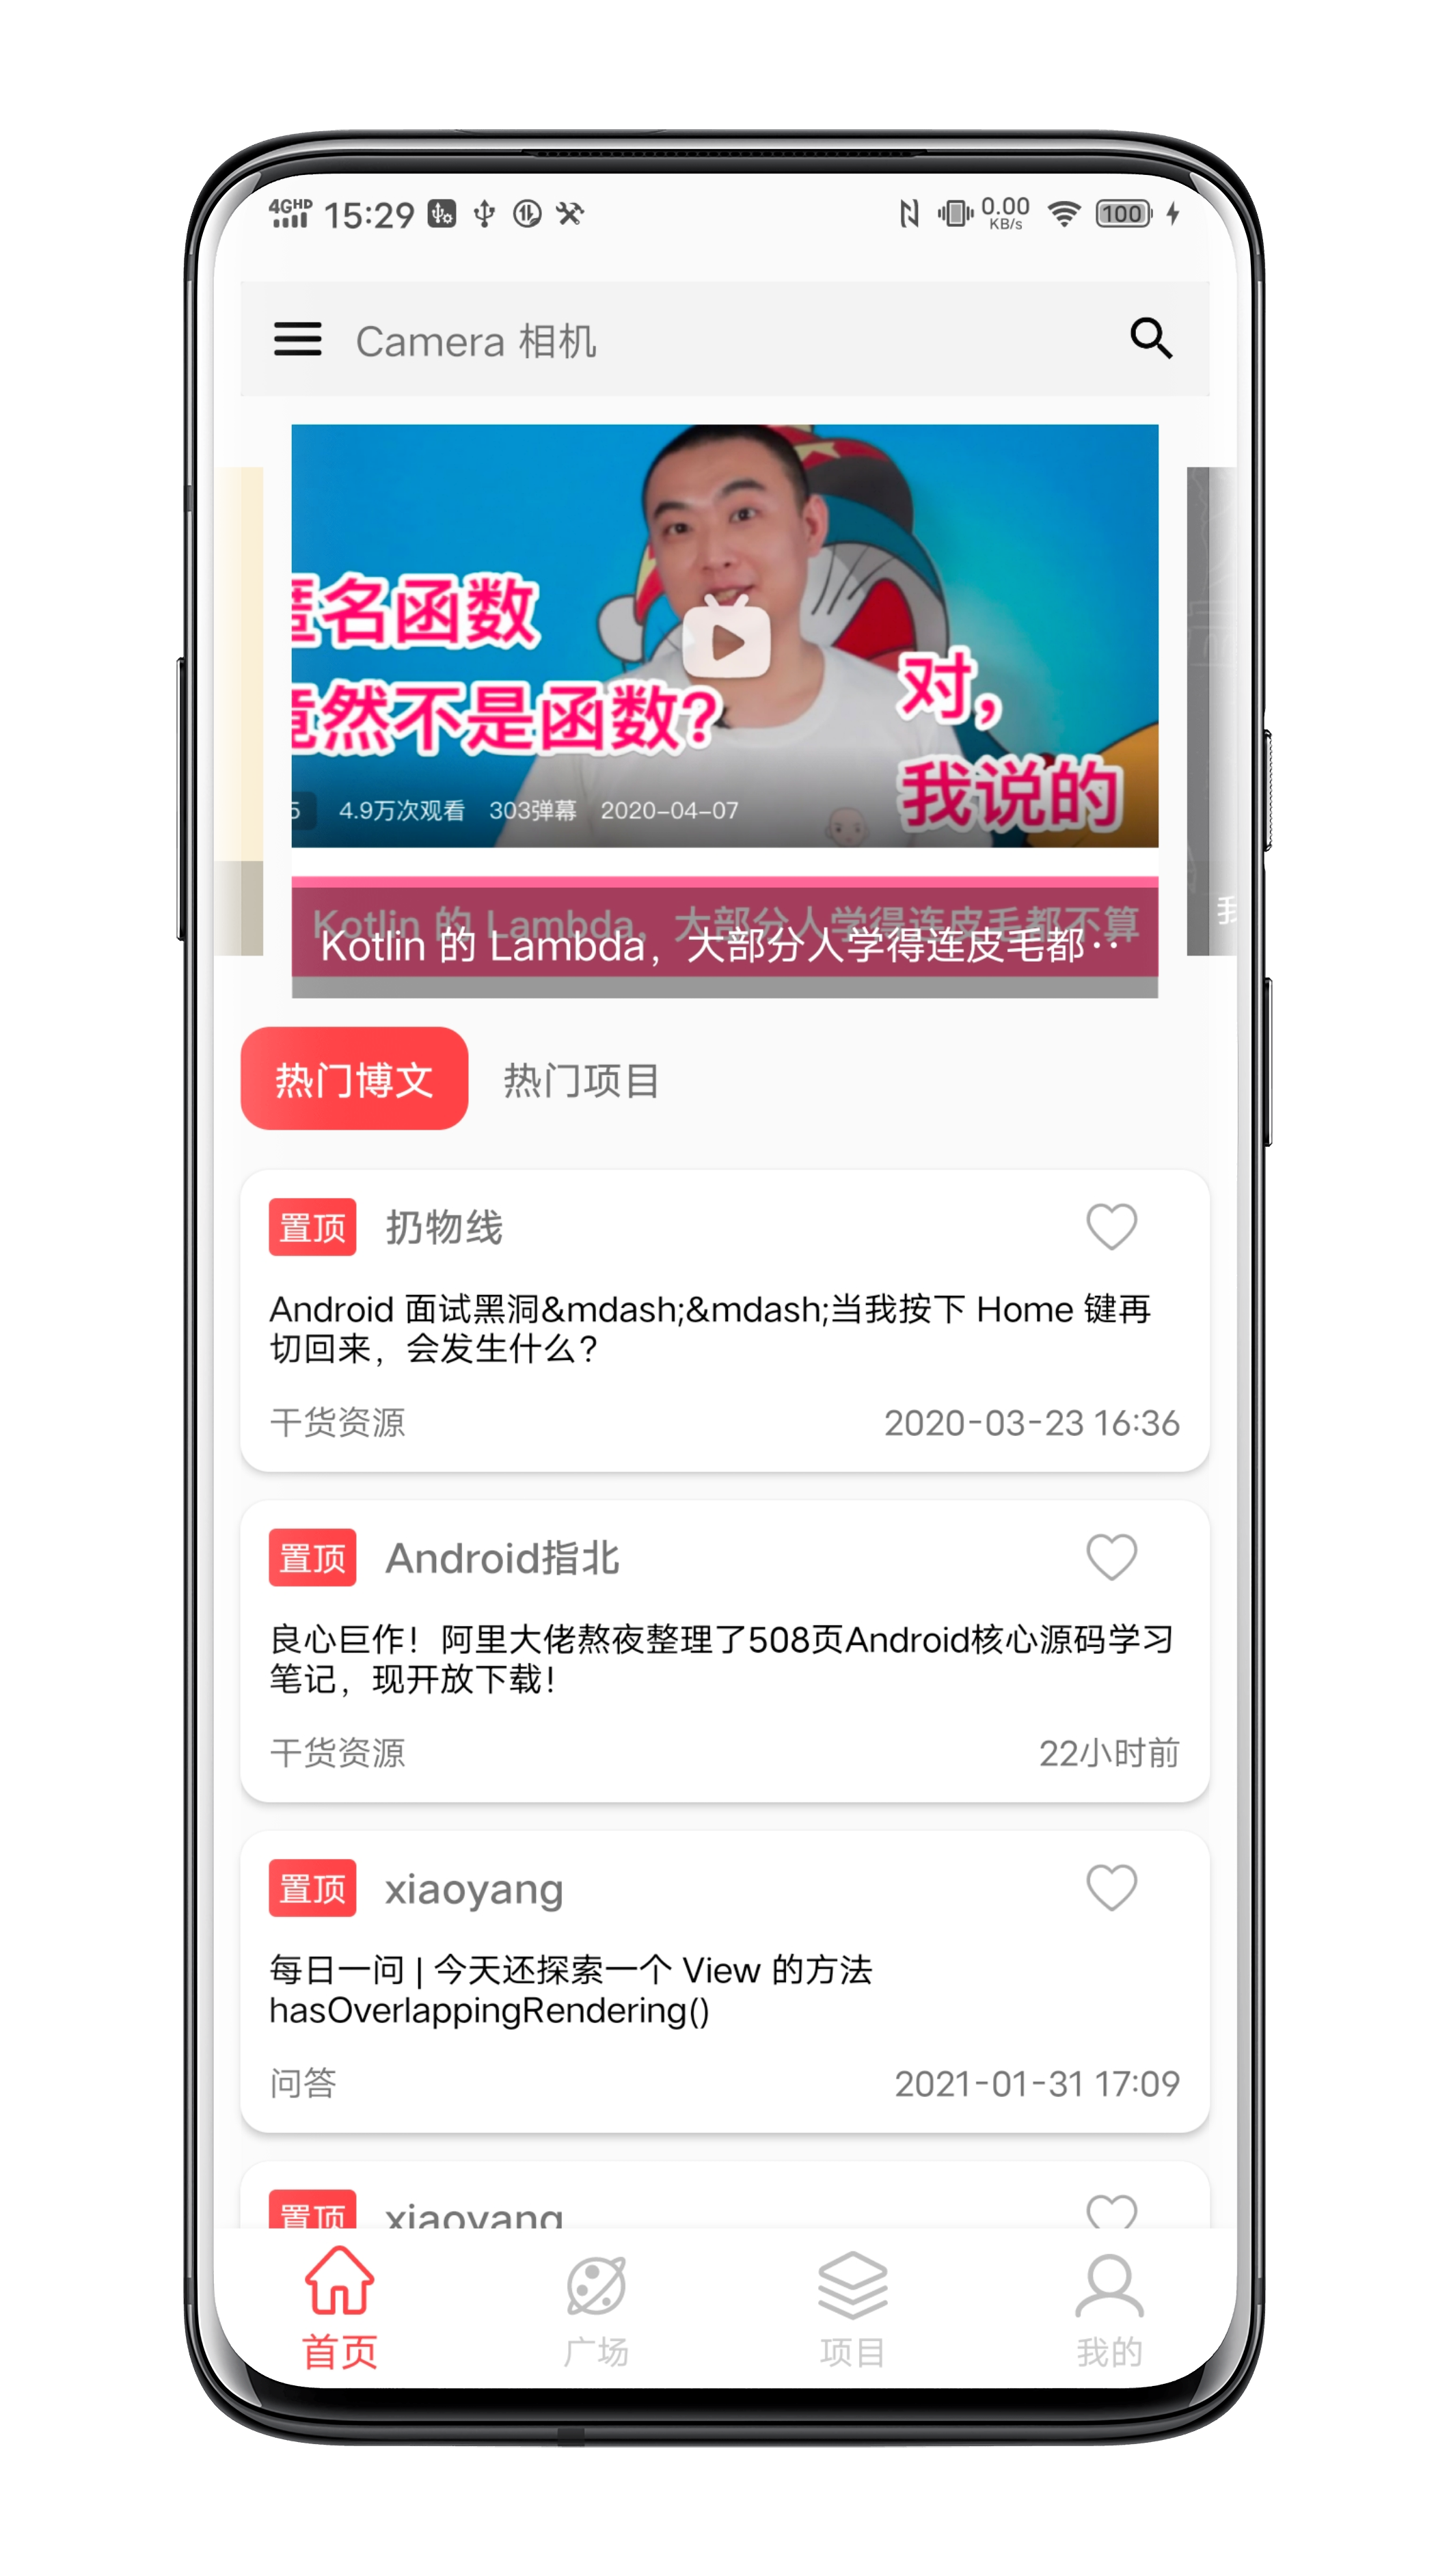 4GHD 15:29 0.00 KB/s 100
Camera 相机
匿名函数
竟然不是函数?
对,
我说的
5 4.9万次观看 303弹幕 2020-04-07
Kotlin 的 Lambda，大部分人学得连皮毛都不算
Kotlin 的 Lambda，大部分人学得连皮毛都··
我
热门博文 热门项目
置顶 扔物线
Android 面试黑洞&mdash;&mdash;当我按下 Home 键再
切回来，会发生什么？
干货资源 2020-03-23 16:36
置顶 Android指北
良心巨作！阿里大佬熬夜整理了508页Android核心源码学习
笔记，现开放下载！
干货资源 22小时前
置顶 xiaoyang
每日一问 | 今天还探索一个 View 的方法
hasOverlappingRendering()
问答 2021-01-31 17:09
置顶 xiaoyang
首页 广场 项目 我的